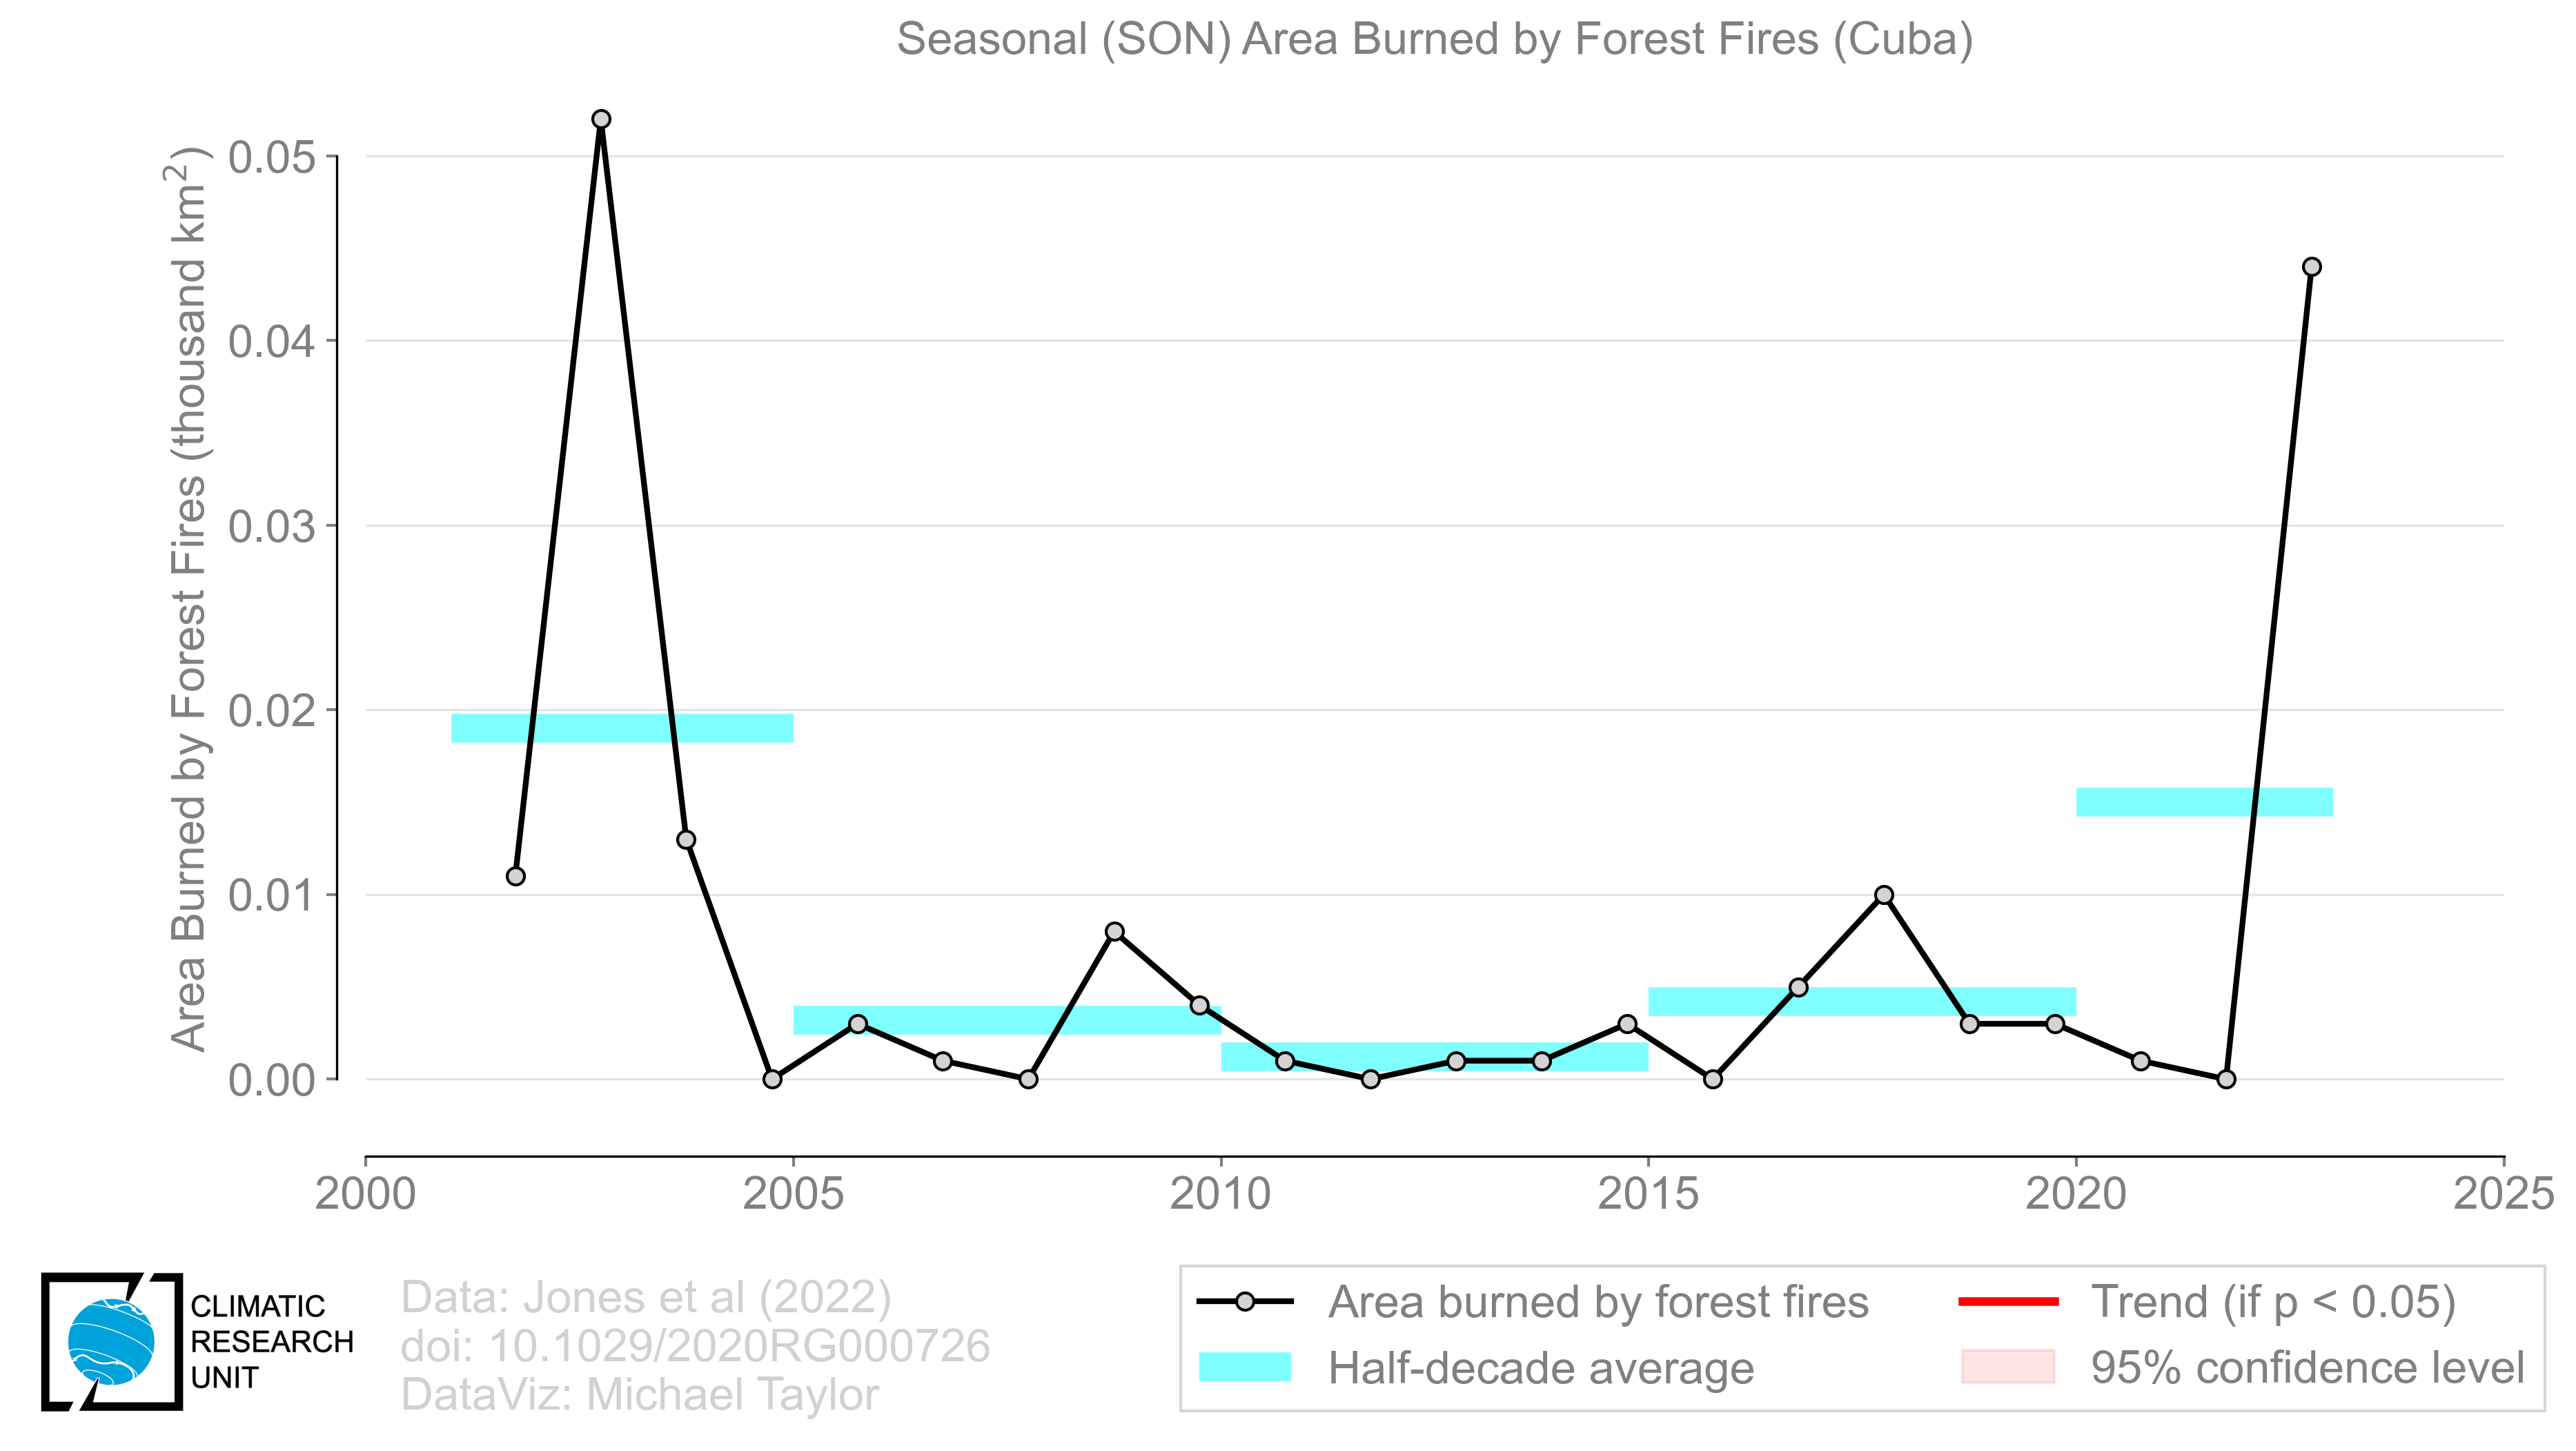 Seasonal (SON) Area Burned by Forest Fires (Cuba)
Area Burned by Forest Fires (thousand km²)
0.05
0.04
0.03
0.02
0.01
0.00
2000 2005 2010 2015 2020 2025
CLIMATIC
RESEARCH
UNIT
Data: Jones et al (2022)
doi: 10.1029/2020RG000726
DataViz: Michael Taylor
Area burned by forest fires
Half-decade average
Trend (if p < 0.05)
95% confidence level